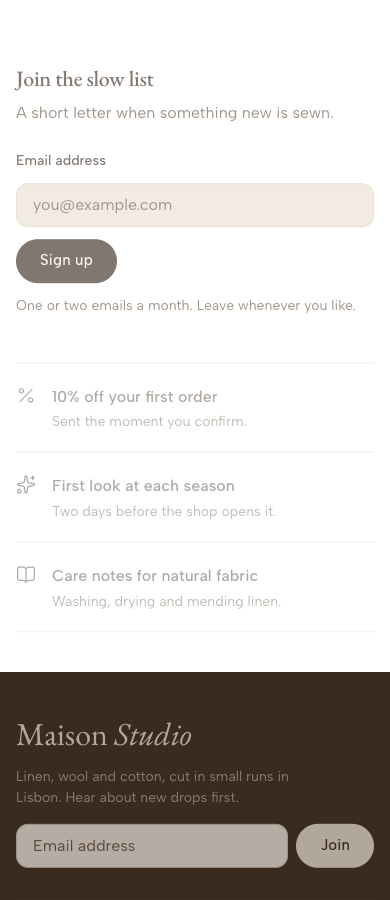 Join the slow list
A short letter when something new is sewn.
Email address
you@example.com
Sign up
One or two emails a month. Leave whenever you like.
10% off your first order
Sent the moment you confirm.
First look at each season
Two days before the shop opens it.
Care notes for natural fabric
Washing, drying and mending linen.
Maison Studio
Linen, wool and cotton, cut in small runs in
Lisbon. Hear about new drops first.
Email address
Join